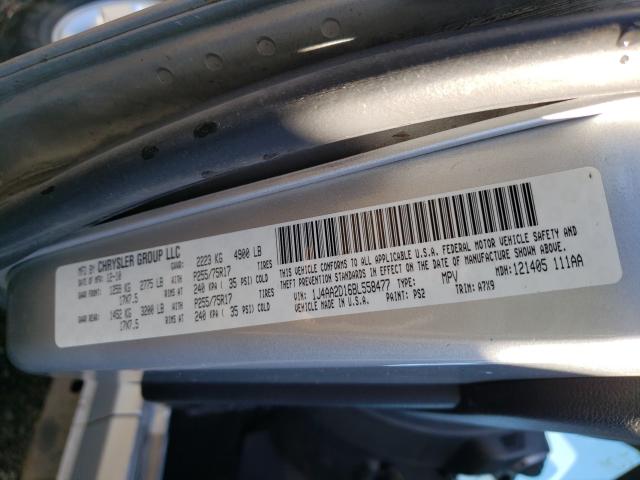 MFD BY CHRYSLER GROUP LLC
DATE OF MFR 12-10 GVWR: 2223 KG 4900 LB
GAWR FRONT: 1259 KG 2775 LB P255/75R17 TIRES
17X7.5 RIMS AT 240 KPA ( 35 PSI) COLD
GAWR REAR: 1452 KG 3200 LB P255/75R17 TIRES
17X7.5 RIMS AT 240 KPA ( 35 PSI) COLD
THIS VEHICLE CONFORMS TO ALL APPLICABLE U.S.A. FEDERAL MOTOR VEHICLE SAFETY AND
THEFT PREVENTION STANDARDS IN EFFECT ON THE DATE OF MANUFACTURE SHOWN ABOVE.
VIN: 1J4AA2D16BL558477 TYPE: MPV MDH:121405 111AA
VEHICLE MADE IN U.S.A. PAINT: PS2 TRIM: A7X9